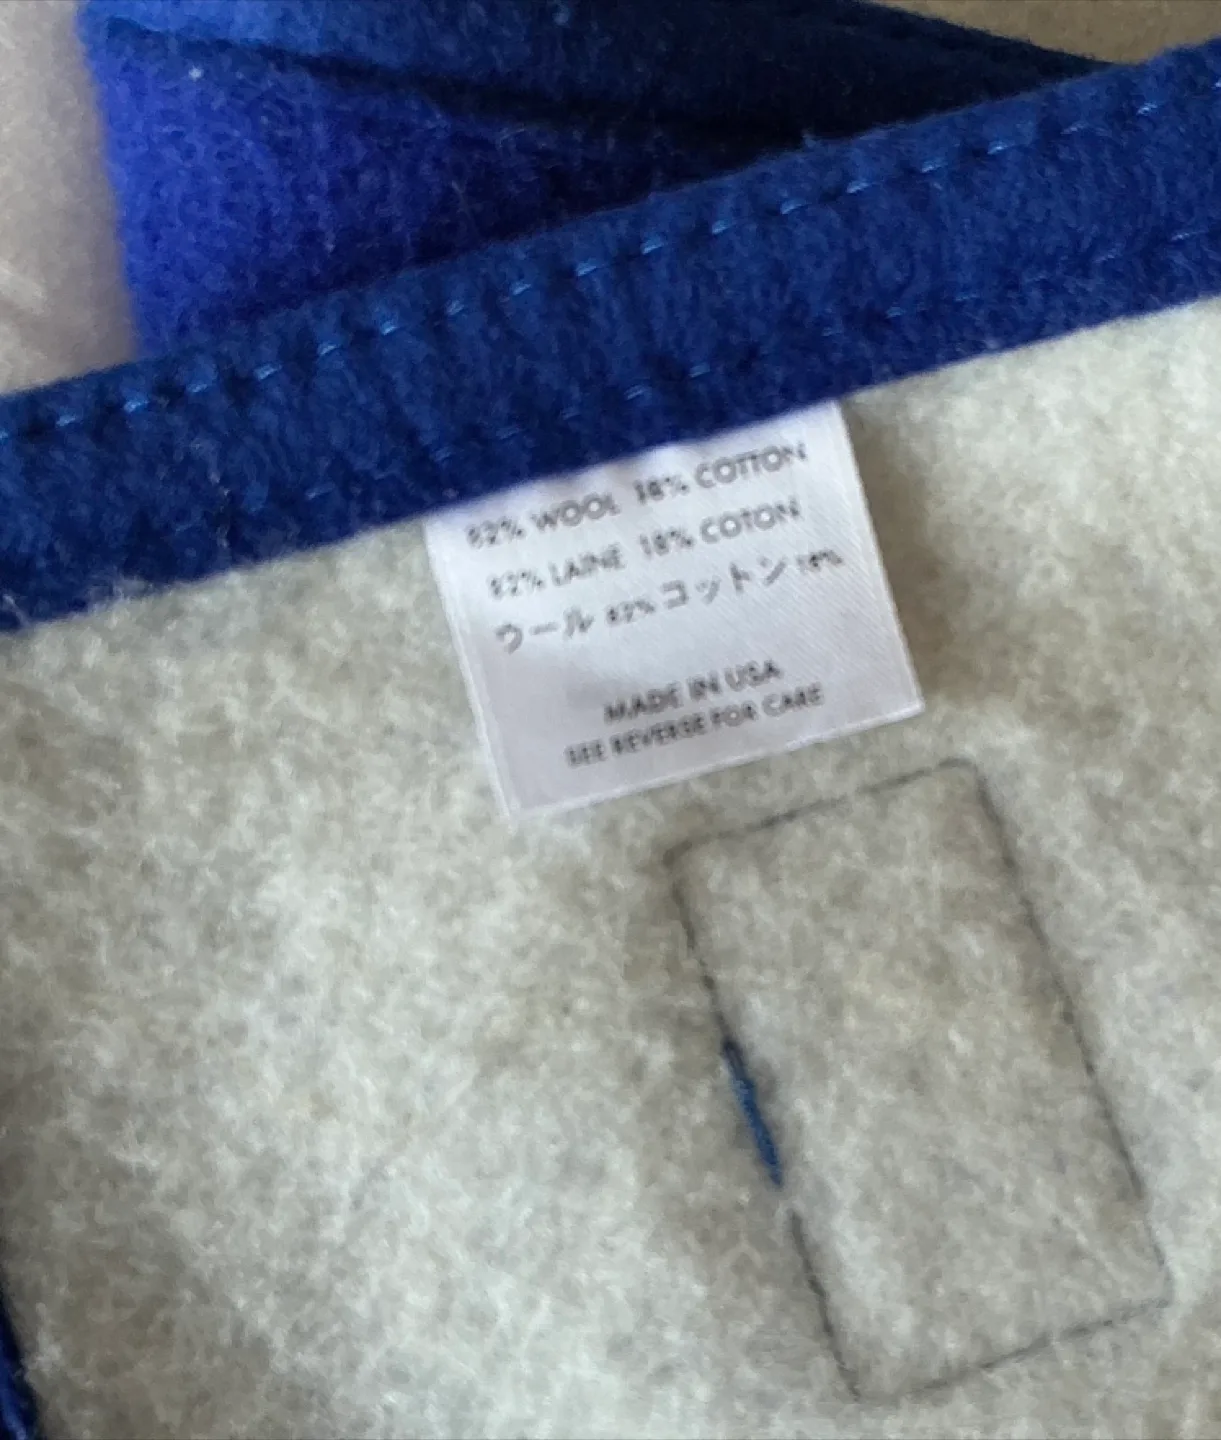 82% WOOL 18% COTTON
82% LAINE 18% COTON
ウール 82% コットン 18%
MADE IN USA
SEE REVERSE FOR CARE